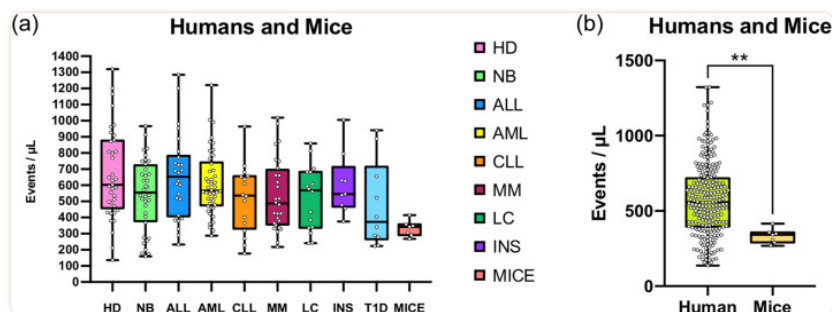 (a)
Humans and Mice
Events / µL
1400
1300
1200
1100
1000
900
800
700
600
500
400
300
200
100
0
HD NB ALL AML CLL MM LC INS T1D MICE
HD
NB
ALL
AML
CLL
MM
LC
INS
MICE
(b)
Humans and Mice
Events / µL
1500
1000
500
0
**
Human Mice